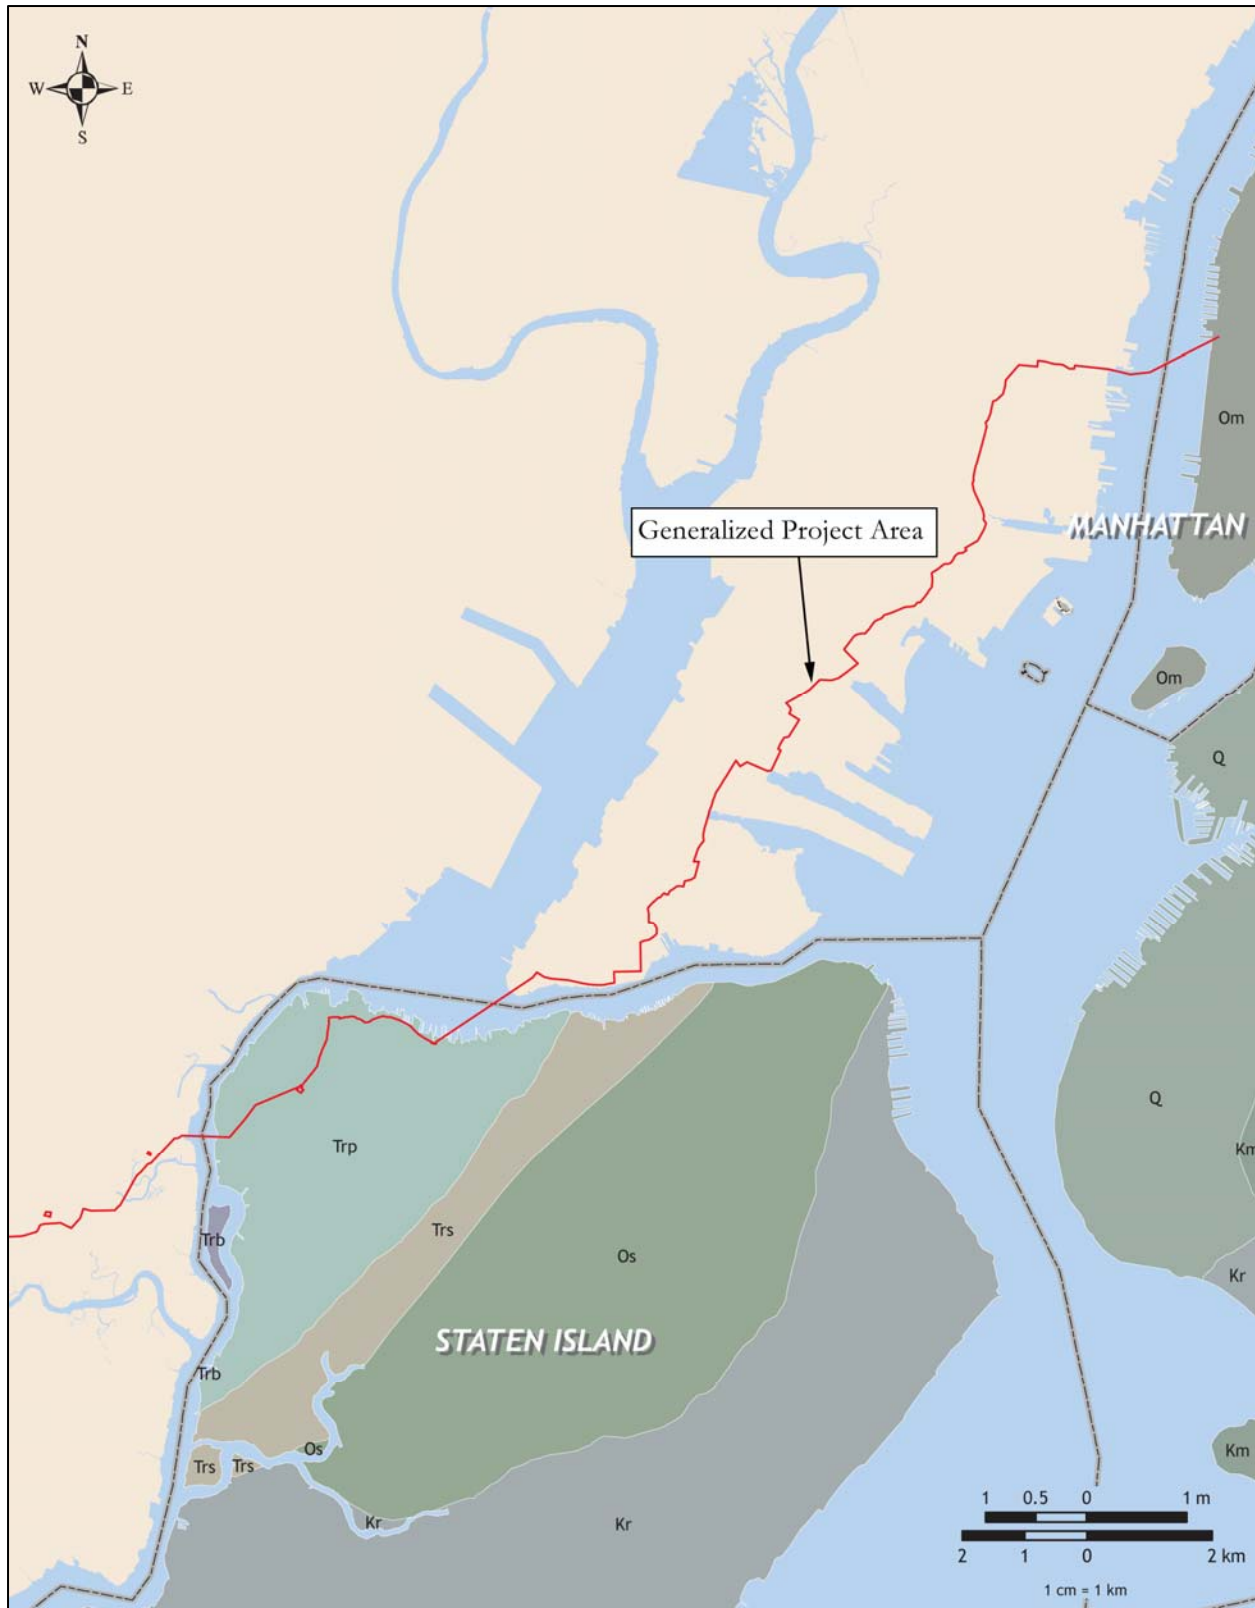 N
W E
S
Om
MANHATTAN
Generalized Project Area
Om
Q
Q
Trp
Km
Trs
Trb
Os
Kr
STATEN ISLAND
Trb
Os
Km
Trs
Trs
Kr
Kr
1 0.5 0 1 m
2 1 0 2 km
1 cm = 1 km